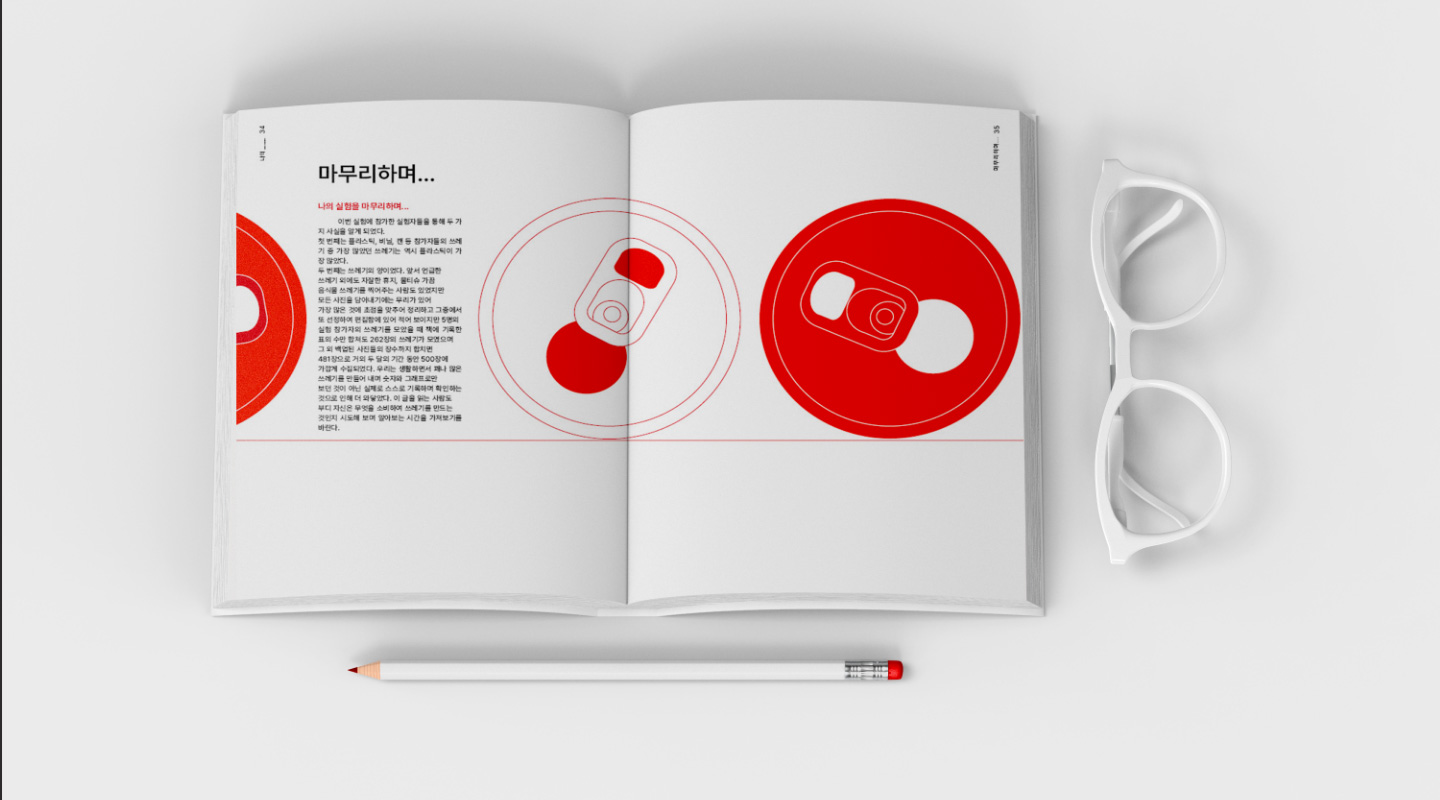 34
마무리하며... 35
마무리하며...
나의 실험을 마무리하며...
이번 실험에 참가한 실험자들을 통해 두 가
지 사실을 알게 되었다.
첫 번째는 플라스틱, 비닐, 캔 등 참가자들의 쓰레
기 중 가장 많았던 쓰레기는 역시 플라스틱이 가
장 많았다.
두 번째는 쓰레기의 양이었다. 앞서 언급한
쓰레기 외에도 자잘한 휴지, 물티슈 가끔
음식물 쓰레기를 찍어주는 사람도 있었지만
모든 사진을 담아내기에는 무리가 있어
가장 많은 것에 초점을 맞추어 정리하고 그중에서
또 선정하여 편집함에 있어 적어 보이지만 5명의
실험 참가자의 쓰레기를 모았을 때 책에 기록한
표의 수만 합쳐도 262장의 쓰레기가 모였으며
그 외 백업된 사진들의 장수까지 합치면
481장으로 거의 두 달의 기간 동안 500장에
가깝게 수집되었다. 우리는 생활하면서 꽤나 많은
쓰레기를 만들어 내며 숫자와 그래프로만
보던 것이 아닌 실제로 스스로 기록하며 확인하는
것으로 인해 더 와닿았다. 이 글을 읽는 사람도
부디 자신은 무엇을 소비하며 쓰레기를 만드는
것인지 시도해 보며 알아보는 시간을 가져보기를
바란다.